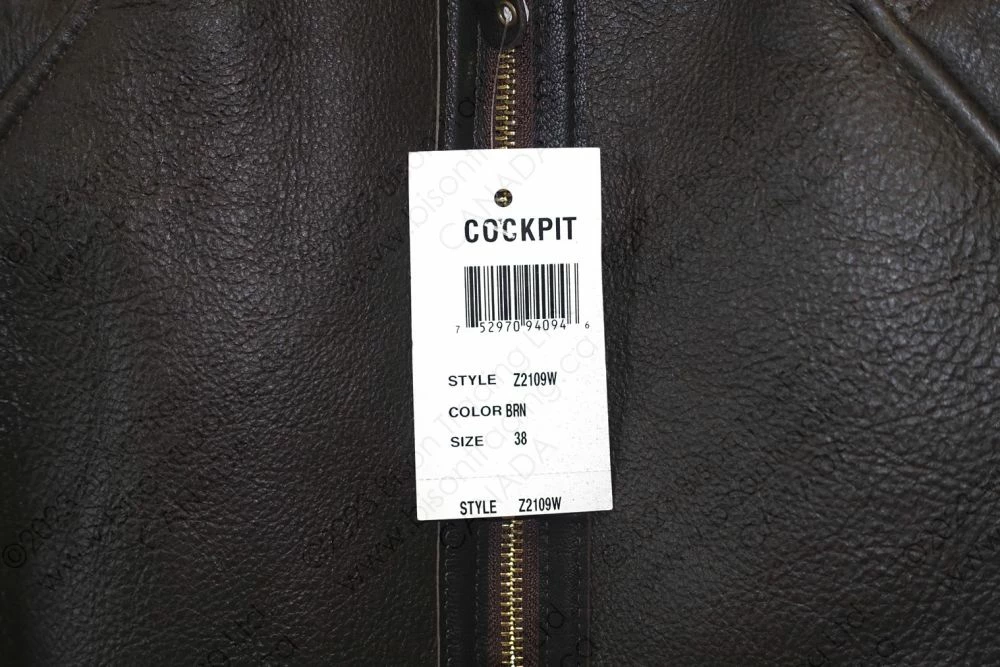 COCKPIT
7 52970 94094 6
STYLE Z2109W
COLOR BRN
SIZE 38
STYLE Z2109W